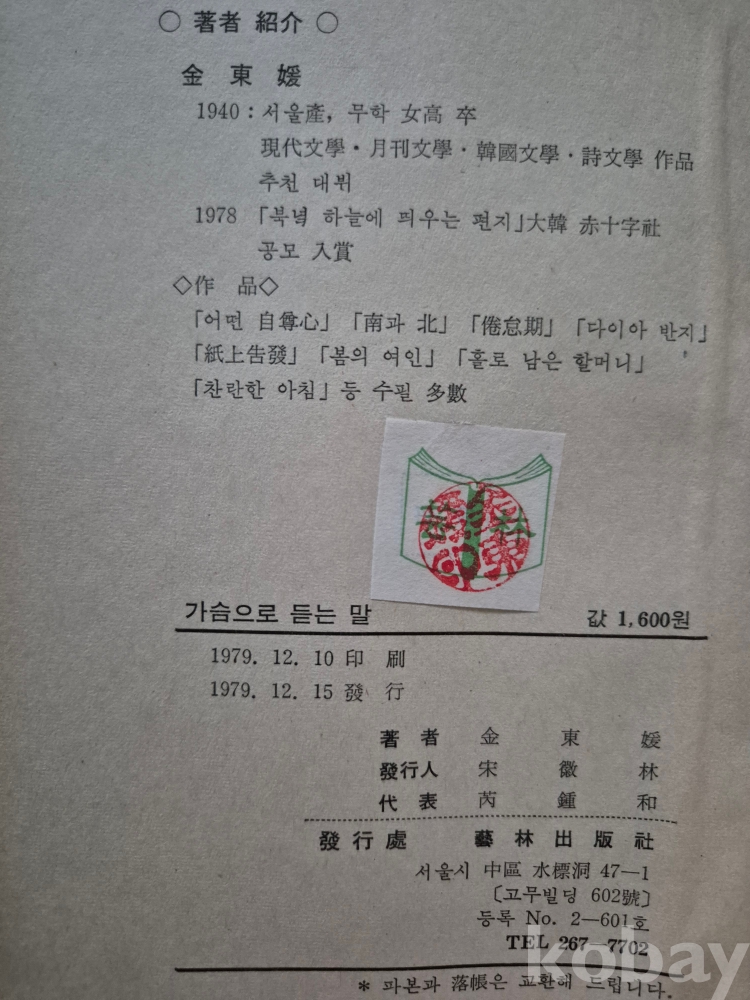 ○ 著者 紹介 ○
金 東 媛
1940 : 서울產, 무학 女高 卒
現代文學・月刊文學・韓國文學・詩文學 作品
추천 대뷔
1978 「북녘 하늘에 띄우는 편지」大韓 赤十字社
공모 入賞
◇作 品◇
「어떤 自尊心」 「南과 北」 「倦怠期」 「다이아 반지」
「紙上告發」 「봄의 여인」 「홀로 남은 할머니」
「찬란한 아침」 등 수필 多數
藝 林
가슴으로 듣는 말 값 1,600원
1979. 12. 10 印 刷
1979. 12. 15 發 行
著 者 金 東 媛
發行人 宋 徽 林
代 表 芮 鍾 和
發 行 處 藝 林 出 版 社
서울시 中區 水標洞 47—1
〔고무빌딩 602號〕
등록 No. 2—601호
TEL 267—7702
kobay
* 파본과 落帳은 교환해 드립니다.